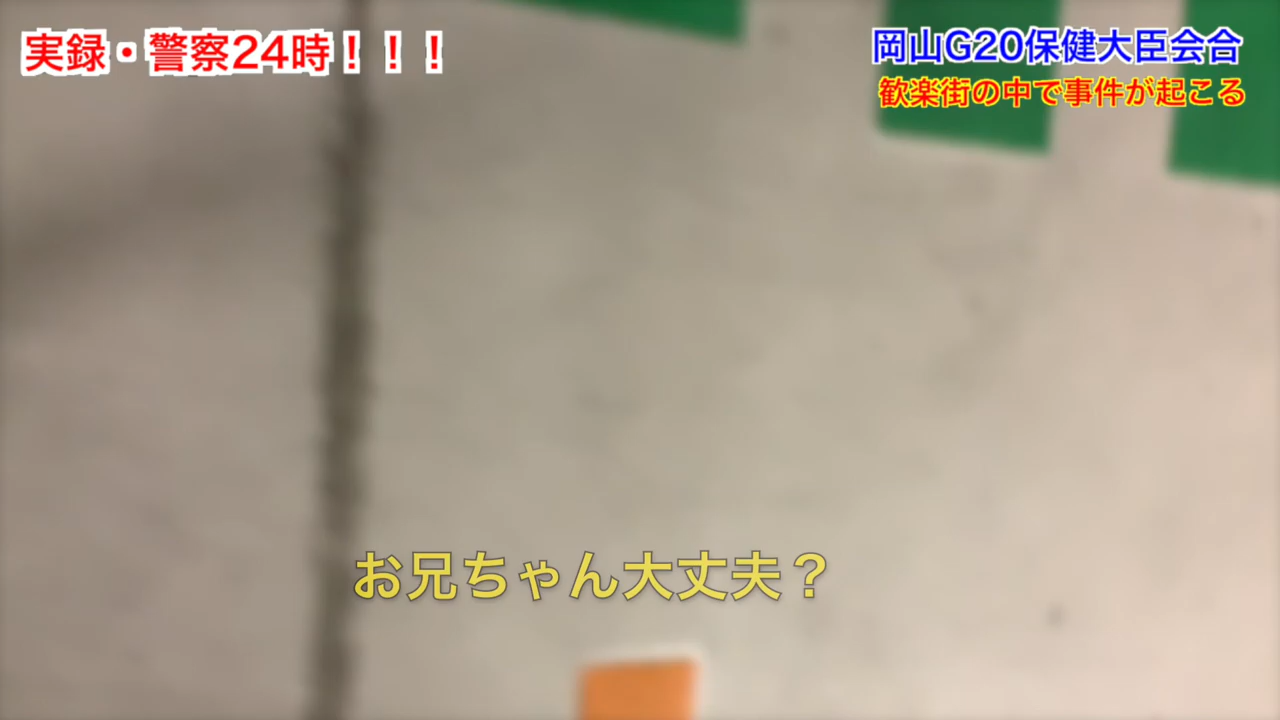 実録・警察24時！！！
岡山G20保健大臣会合
歓楽街の中で事件が起こる
お兄ちゃん大丈夫？